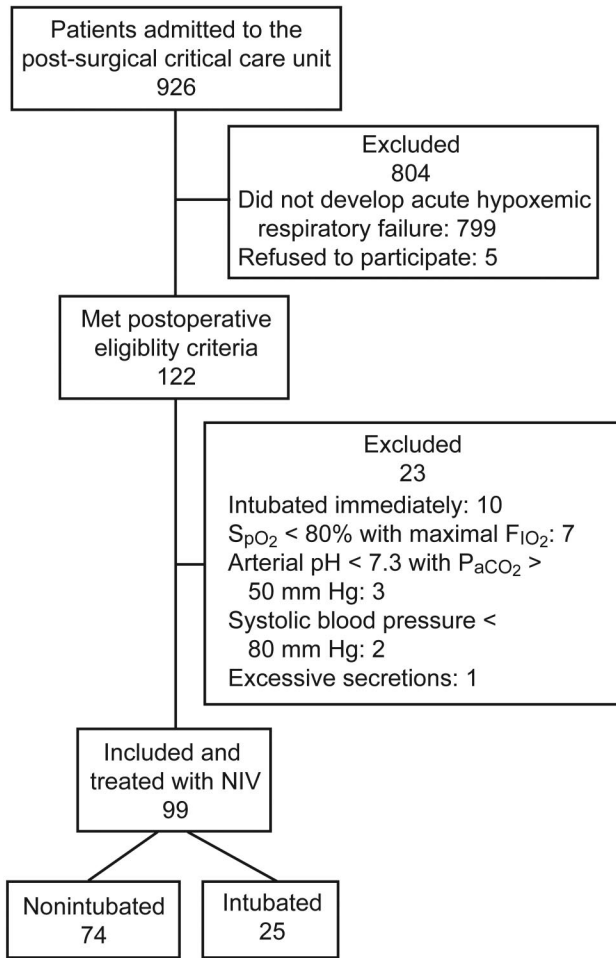 Patients admitted to the
post-surgical critical care unit
926
Excluded
804
Did not develop acute hypoxemic
respiratory failure: 799
Refused to participate: 5
Met postoperative
eligiblity criteria
122
Excluded
23
Intubated immediately: 10
SpO2 < 80% with maximal FIO2: 7
Arterial pH < 7.3 with PaCO2 >
50 mm Hg: 3
Systolic blood pressure <
80 mm Hg: 2
Excessive secretions: 1
Included and
treated with NIV
99
Nonintubated
74
Intubated
25